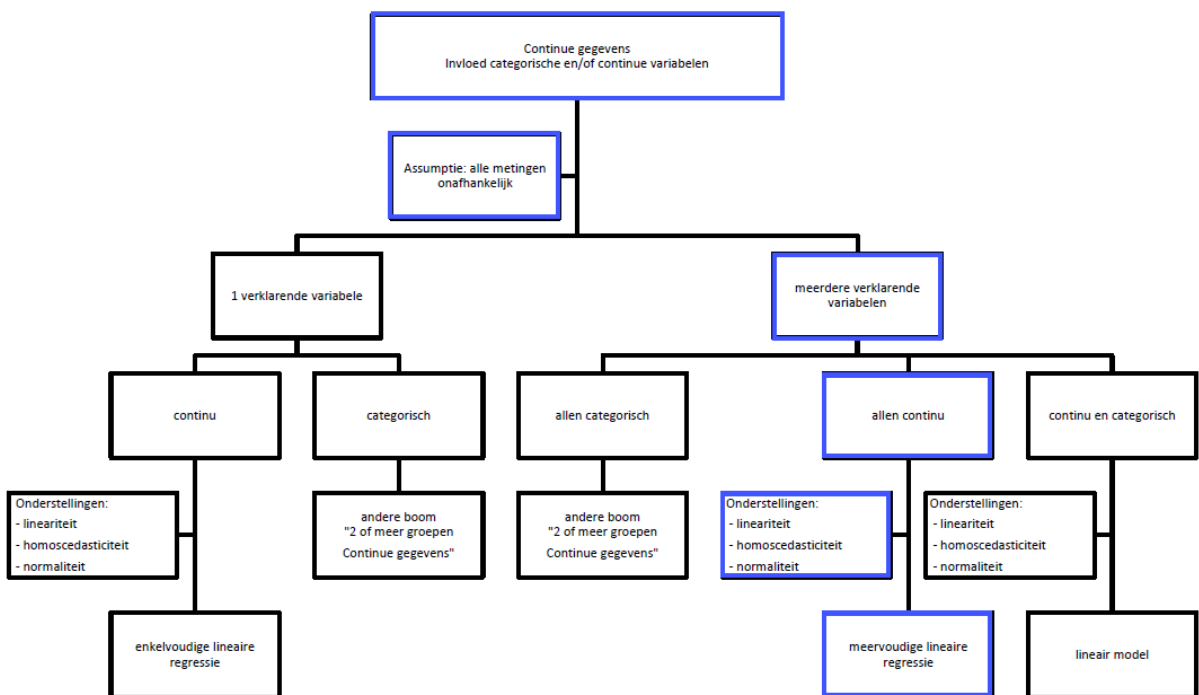 Continue gegevens
Invloed categorische en/of continue variabelen
Assumptie: alle metingen
onafhankelijk
1 verklarende variabele
meerdere verklarende
variabelen
continu
categorisch
allen categorisch
allen continu
continu en categorisch
Onderstellingen:
- lineariteit
- homoscedasticiteit
- normaliteit
andere boom
"2 of meer groepen
Continue gegevens"
andere boom
"2 of meer groepen
Continue gegevens"
Onderstellingen:
- lineariteit
- homoscedasticiteit
- normaliteit
Onderstellingen:
- lineariteit
- homoscedasticiteit
- normaliteit
enkelvoudige lineaire
regressie
meervoudige lineaire
regressie
lineair model